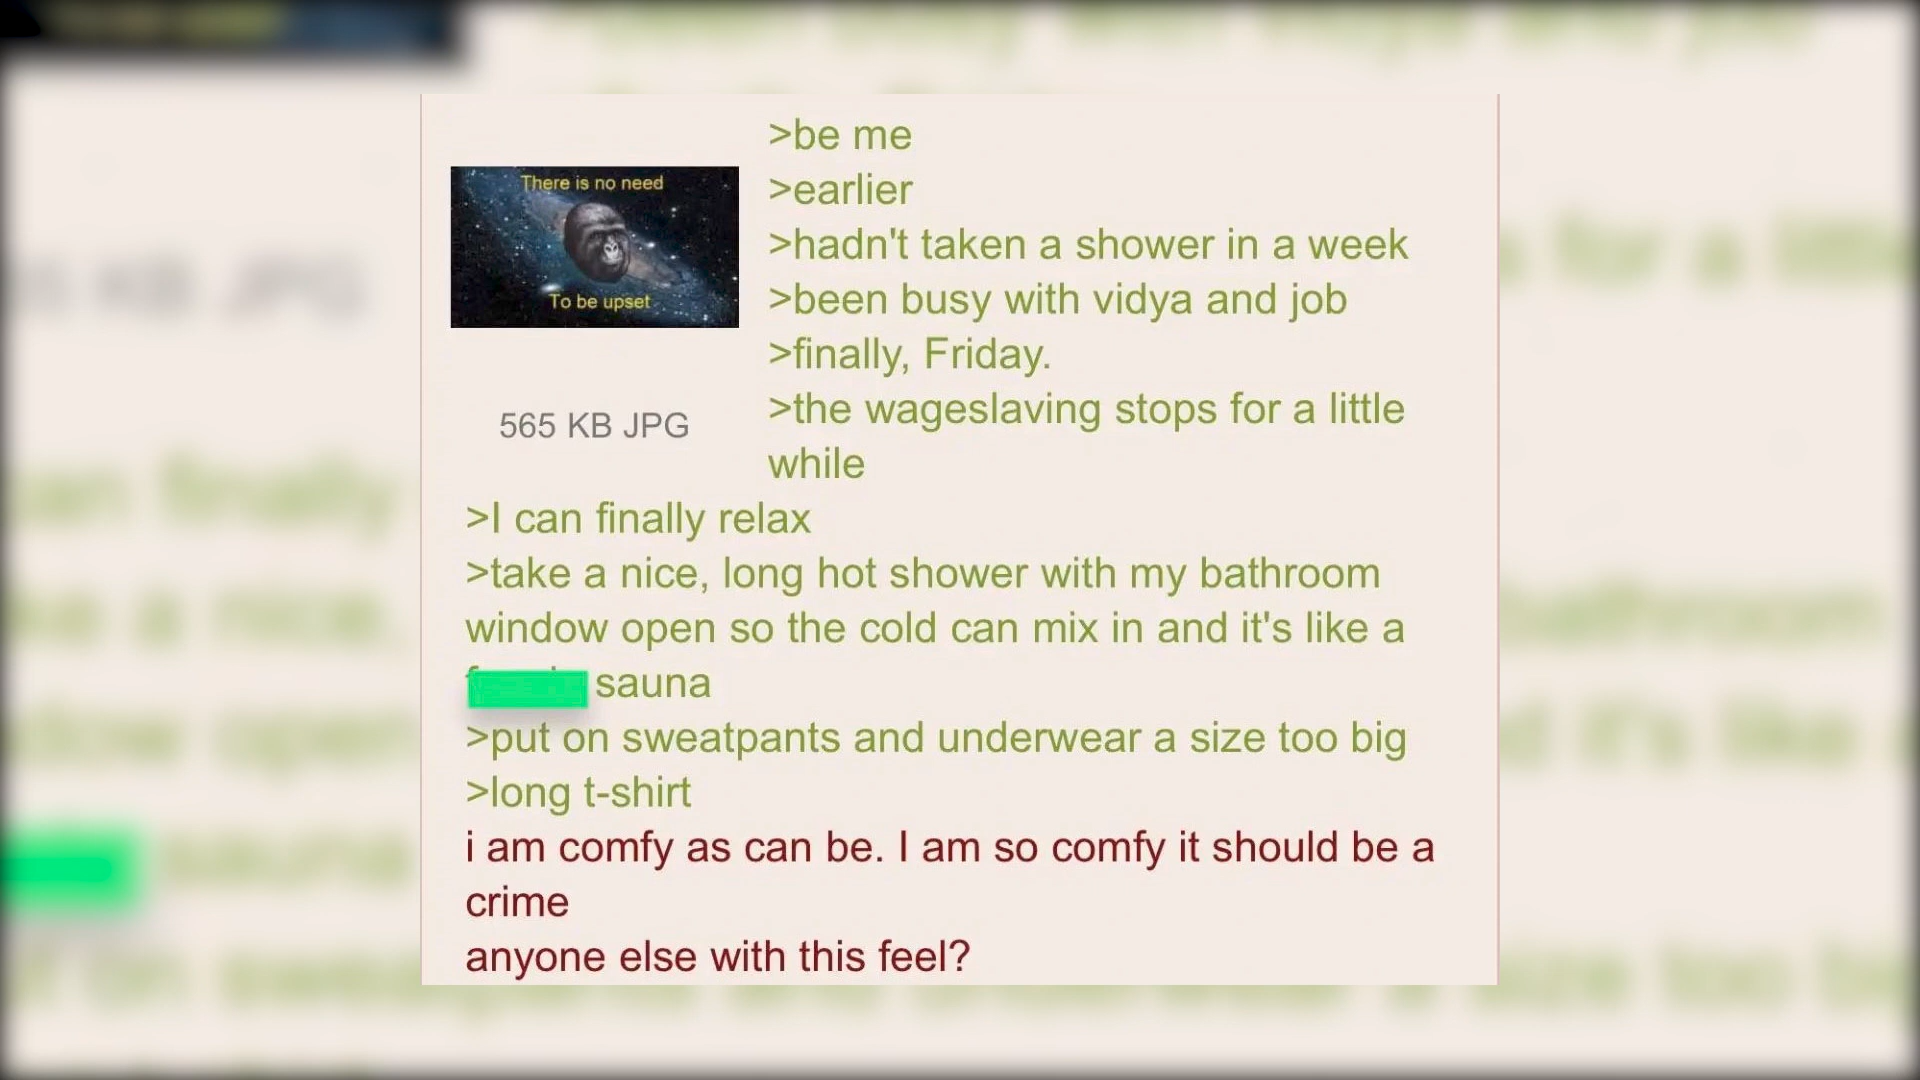 There is no need
To be upset
565 KB JPG
>be me
>earlier
>hadn't taken a shower in a week
>been busy with vidya and job
>finally, Friday.
>the wageslaving stops for a little
while
>I can finally relax
>take a nice, long hot shower with my bathroom
window open so the cold can mix in and it's like a
sauna
>put on sweatpants and underwear a size too big
>long t-shirt
i am comfy as can be. I am so comfy it should be a
crime
anyone else with this feel?